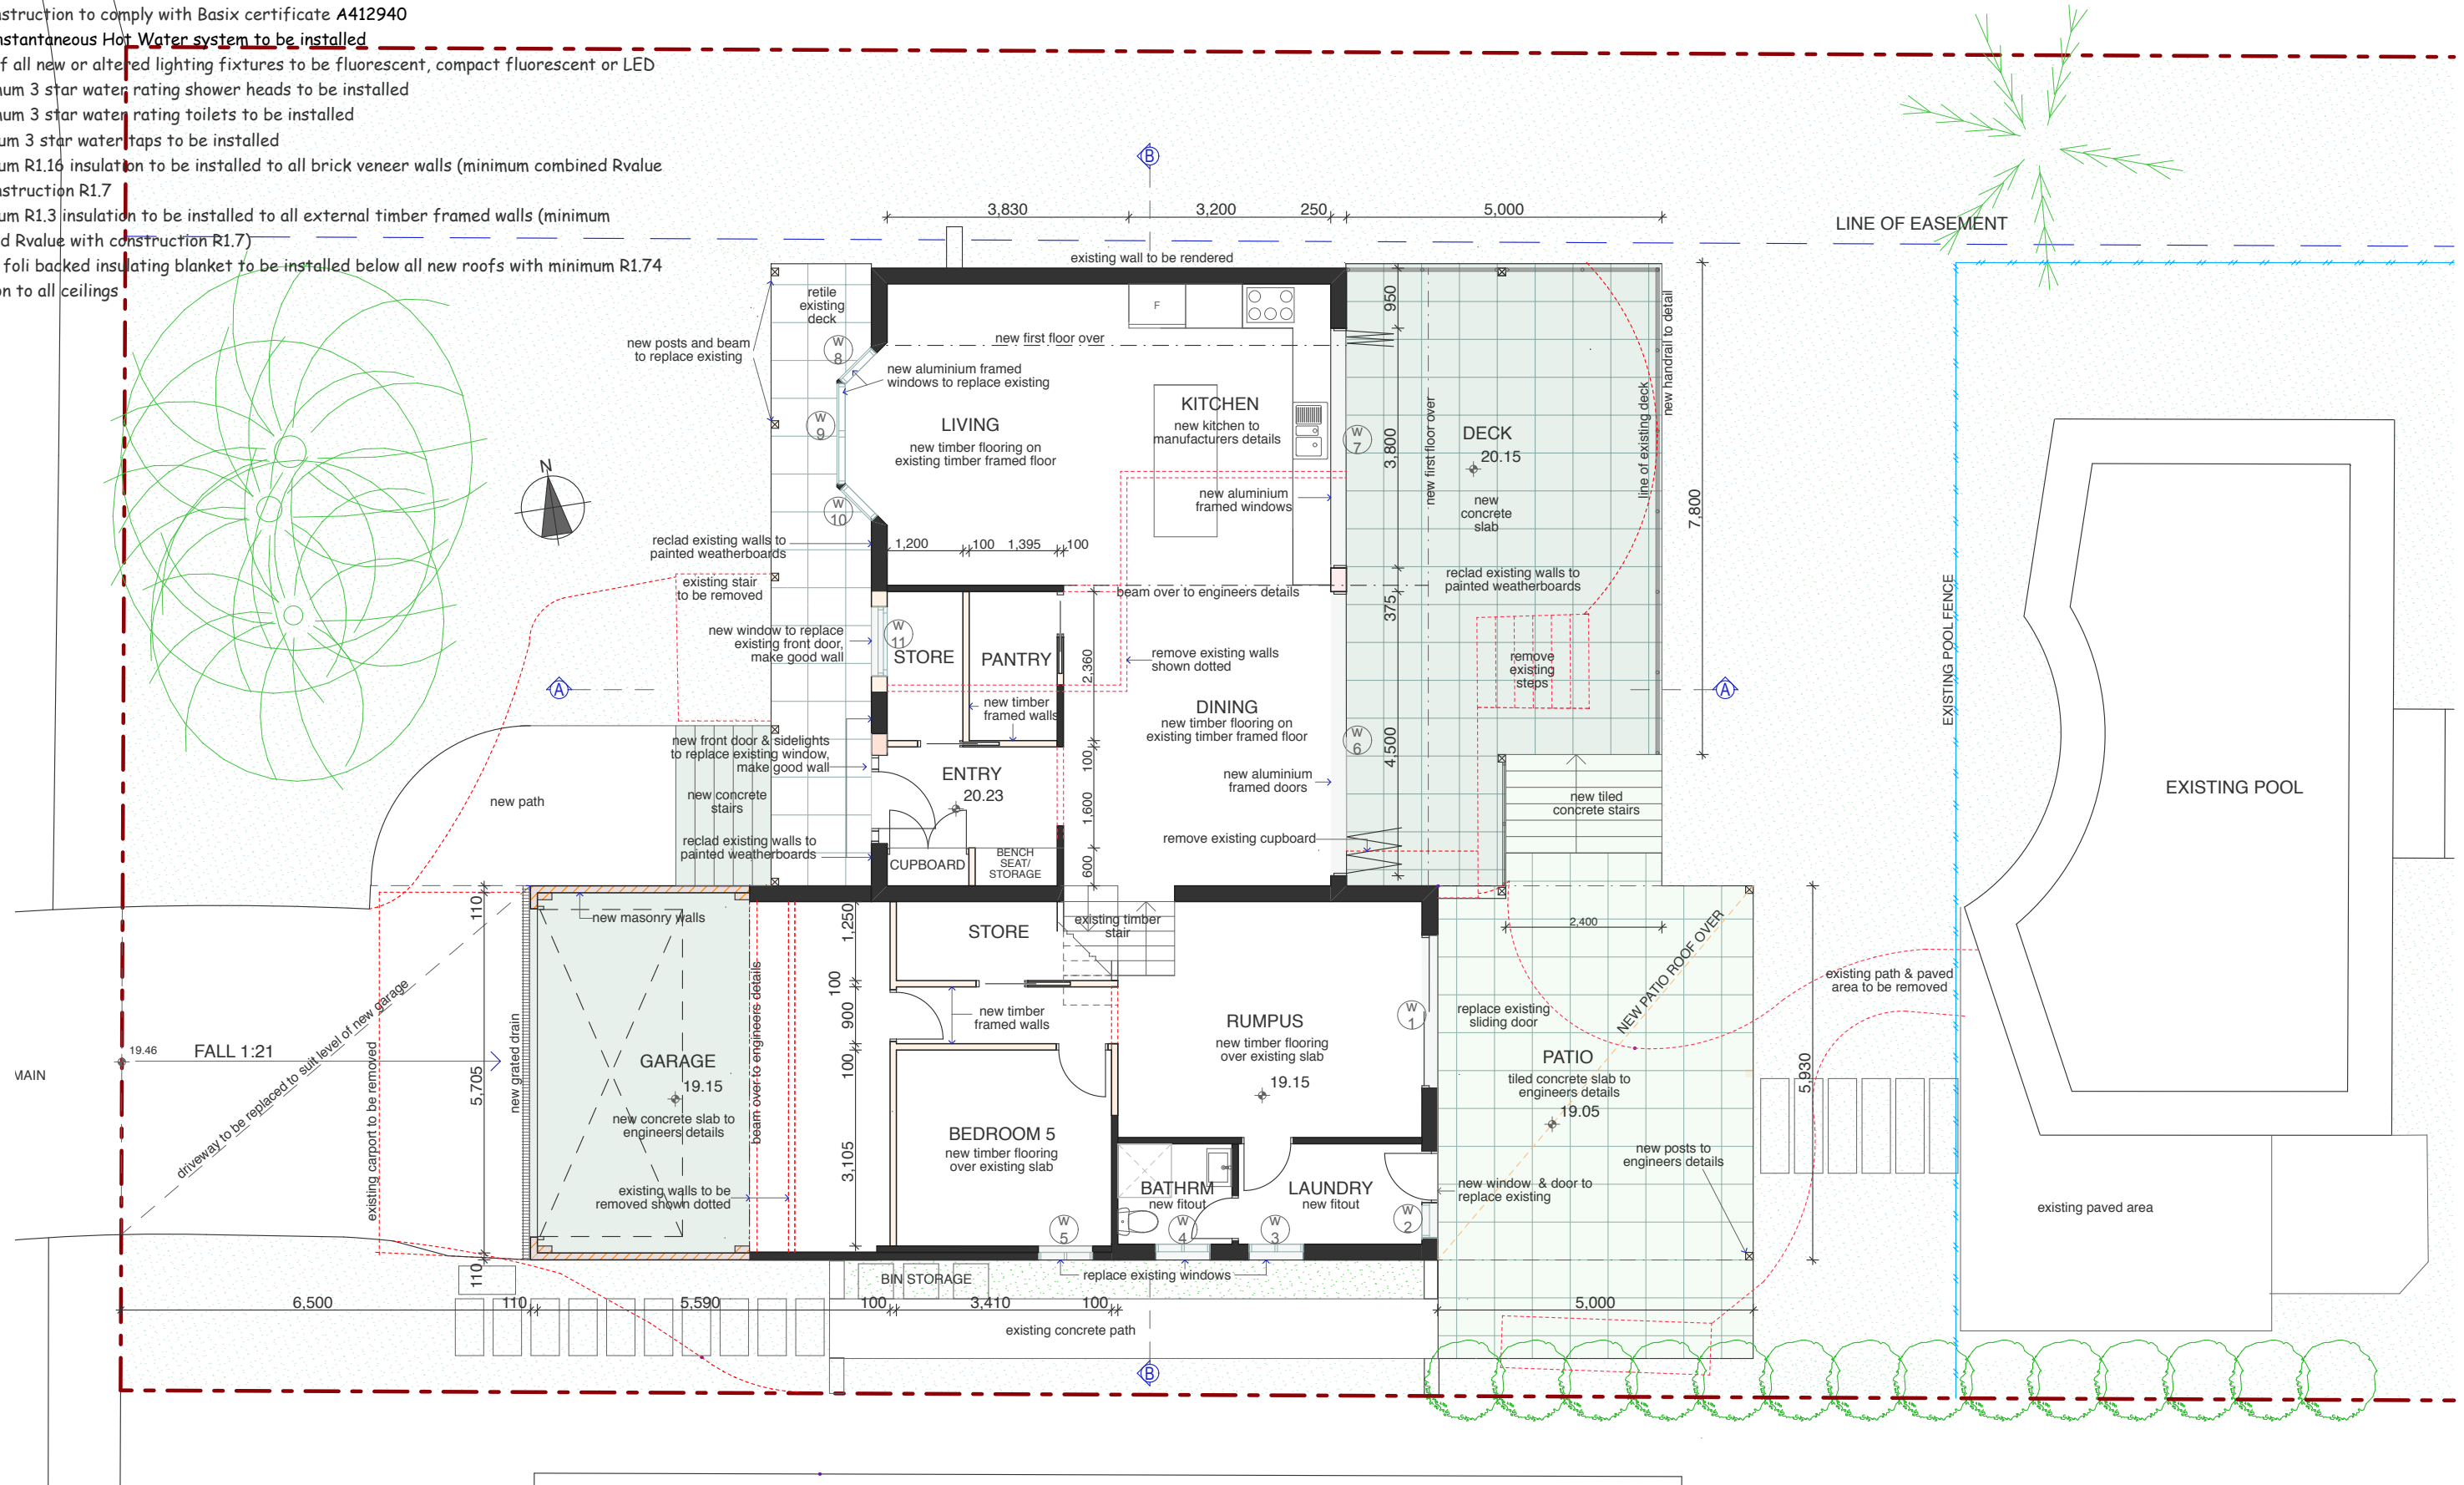 nstruction to comply with Basix certificate A412940
nstantaneous Hot Water system to be installed
f all new or altered lighting fixtures to be fluorescent, compact fluorescent or LED
num 3 star water rating shower heads to be installed
num 3 star water rating toilets to be installed
um 3 star water taps to be installed
um R1.16 insulation to be installed to all brick veneer walls (minimum combined Rvalue
nstruction R1.7
um R1.3 insulation to be installed to all external timber framed walls (minimum
d Rvalue with construction R1.7)
foli backed insulating blanket to be installed below all new roofs with minimum R1.74
on to all ceilings
B
3,830
3,200
250
5,000
LINE OF EASEMENT
existing wall to be rendered
retile
existing
deck
new posts and beam
to replace existing
W
8
W
9
W
10
new first floor over
new aluminium framed
windows to replace existing
F
LIVING
new timber flooring on
existing timber framed floor
KITCHEN
new kitchen to
manufacturers details
new aluminium
framed windows
950
3,800
375
4,500
W
7
W
6
new first floor over
DECK
20.15
new
concrete
slab
line of existing deck
new handrail to detail
7,800
EXISTING POOL FENCE
EXISTING POOL
N
reclad existing walls to
painted weatherboards
existing stair
to be removed
1,200
100
1,395
100
beam over to engineers details
reclad existing walls to
painted weatherboards
new window to replace
existing front door,
make good wall
W
11
STORE
PANTRY
2,360
remove existing walls
shown dotted
remove
existing
steps
A
A
new timber
framed walls
DINING
new timber flooring on
existing timber framed floor
new front door & sidelights
to replace existing window,
make good wall
ENTRY
20.23
100
1,600
600
new aluminium
framed doors
new path
new concrete
stairs
new tiled
concrete stairs
reclad existing walls to
painted weatherboards
CUPBOARD
BENCH
SEAT/
STORAGE
remove existing cupboard
110
5,705
110
new masonry walls
1,250
100
900
100
3,105
STORE
existing timber
stair
2,400
NEW PATIO ROOF OVER
existing path & paved
area to be removed
driveway to be replaced to suit level of new garage
19.46
FALL 1:21
MAIN
existing carport to be removed
new grated drain
GARAGE
19.15
new concrete slab to
engineers details
beam over to engineers details
existing walls to be
removed shown dotted
new timber
framed walls
RUMPUS
new timber flooring
over existing slab
19.15
W
1
replace existing
sliding door
PATIO
tiled concrete slab to
engineers details
19.05
5,930
new posts to
engineers details
BEDROOM 5
new timber flooring
over existing slab
BATHRM
new fitout
LAUNDRY
new fitout
new window & door to
replace existing
W
2
W
5
W
4
W
3
existing paved area
BIN STORAGE
replace existing windows
6,500
110
5,590
100
3,410
100
5,000
existing concrete path
B